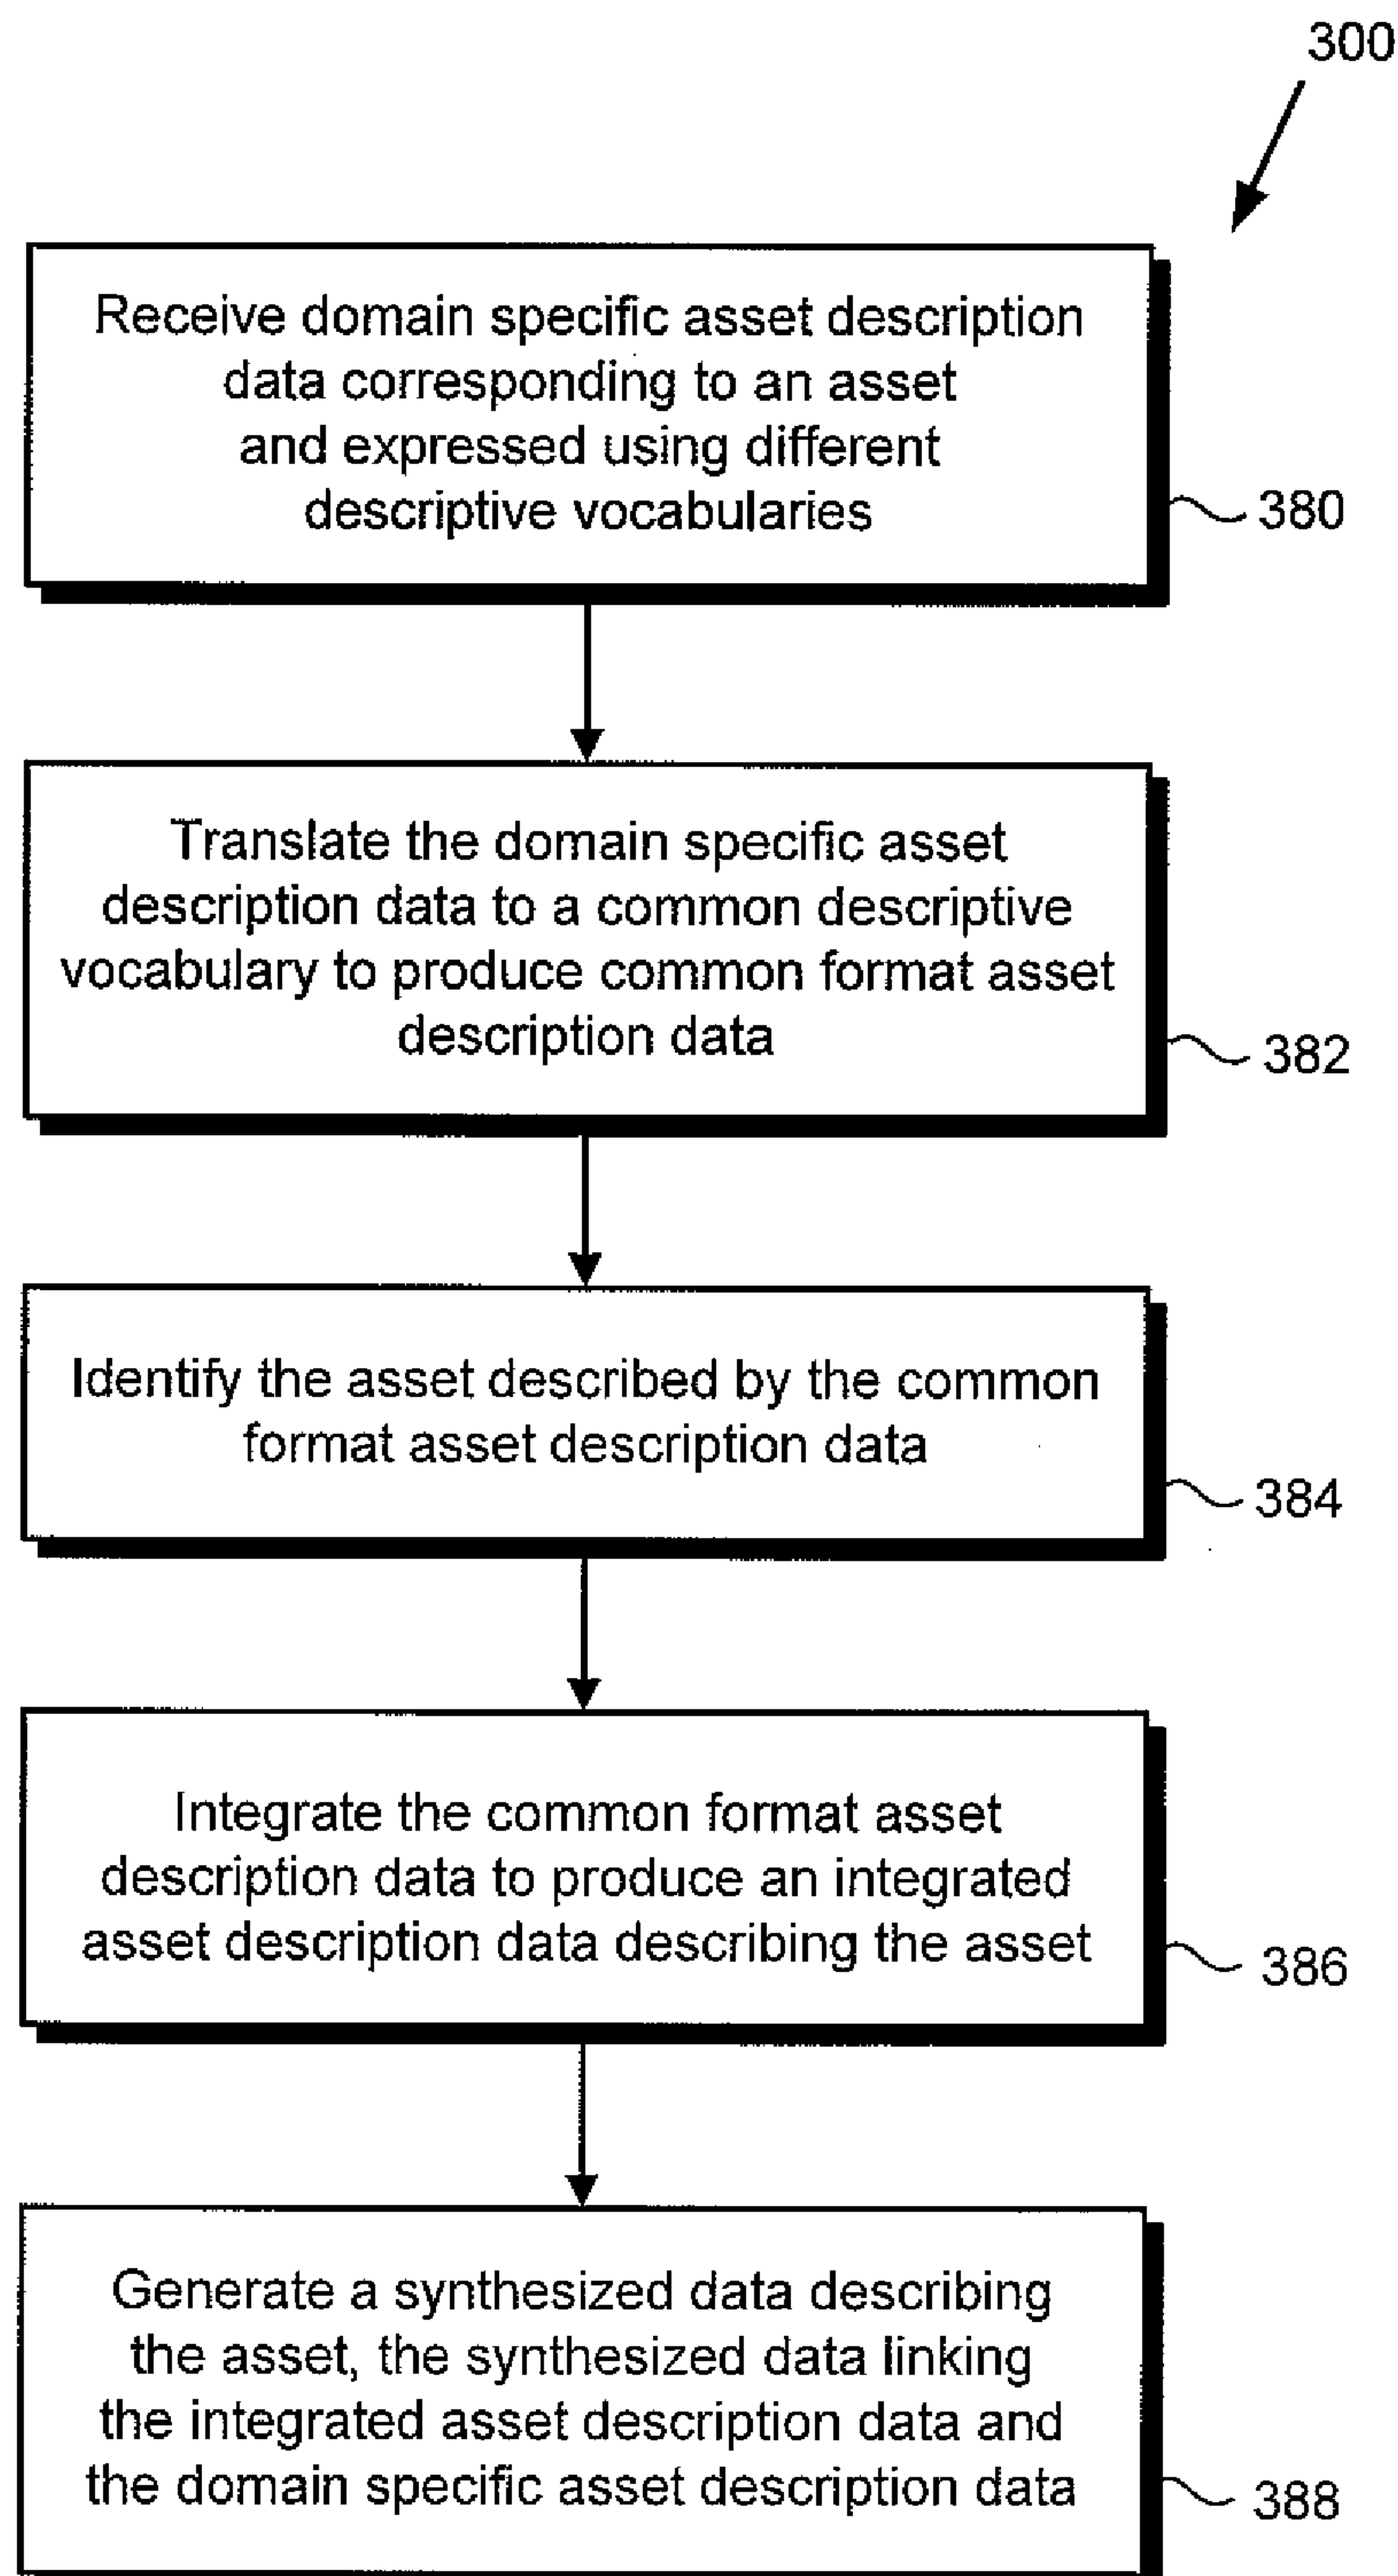 300
Receive domain specific asset description
data corresponding to an asset
and expressed using different
descriptive vocabularies
380
Translate the domain specific asset
description data to a common descriptive
vocabulary to produce common format asset
description data
382
Identify the asset described by the common
format asset description data
384
Integrate the common format asset
description data to produce an integrated
asset description data describing the asset
386
Generate a synthesized data describing
the asset, the synthesized data linking
the integrated asset description data and
the domain specific asset description data
388